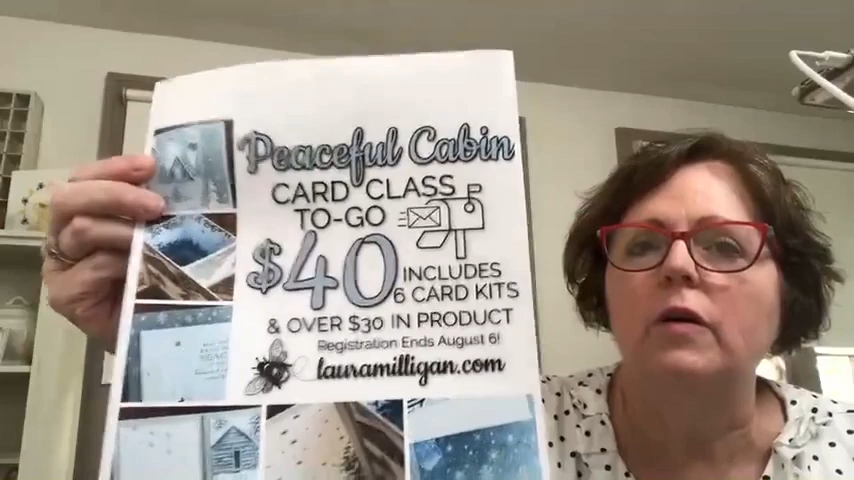 Peaceful Cabin
CARD CLASS
TO-GO
$40 INCLUDES
6 CARD KITS
& OVER $30 IN PRODUCT
Registration Ends August 6!
lauramilligan.com